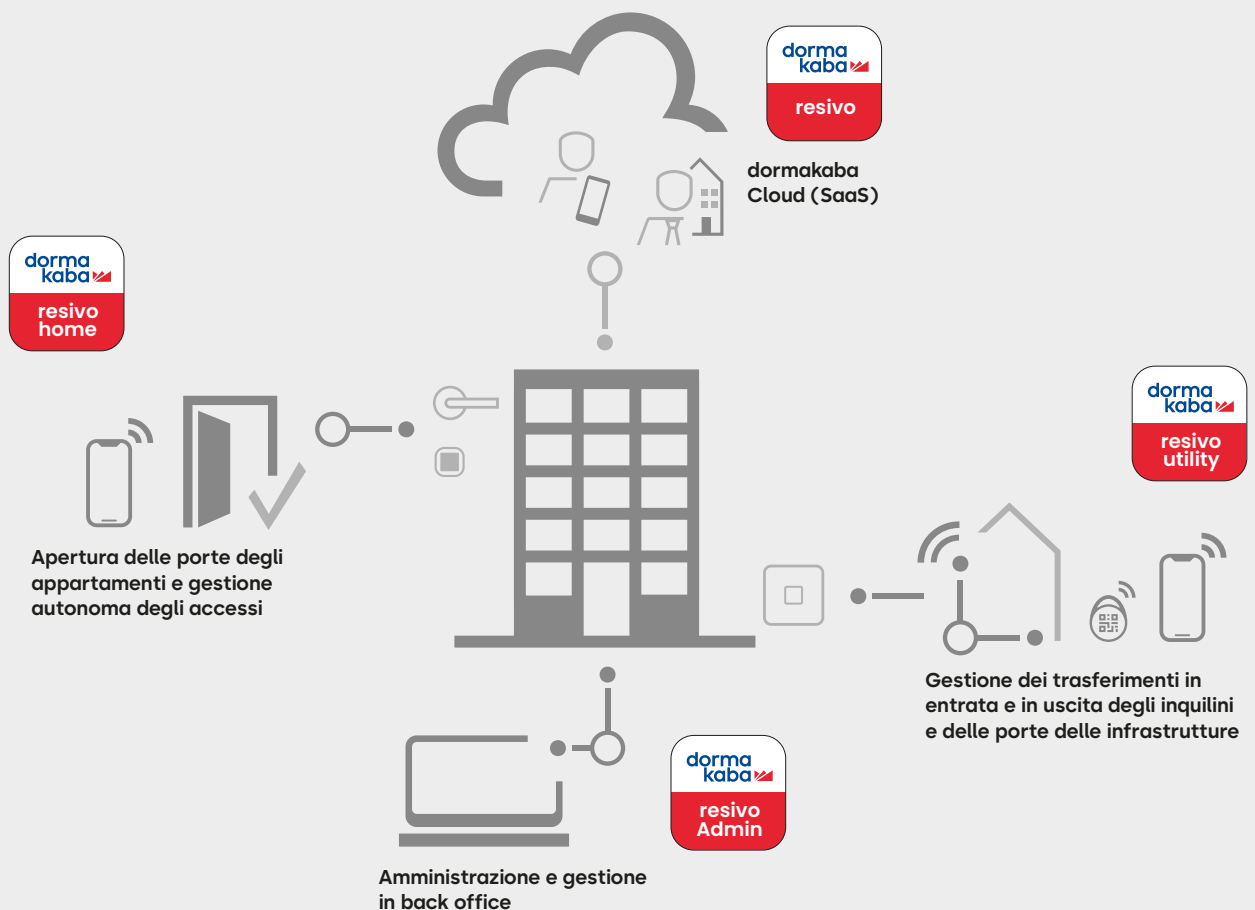 dorma
kaba
resivo
dormakaba
Cloud (SaaS)
dorma
kaba
resivo
home
Apertura delle porte degli
appartamenti e gestione
autonoma degli accessi
dorma
kaba
resivo
utility
Gestione dei trasferimenti in
entrata e in uscita degli inquilini
e delle porte delle infrastrutture
dorma
kaba
resivo
Admin
Amministrazione e gestione
in back office